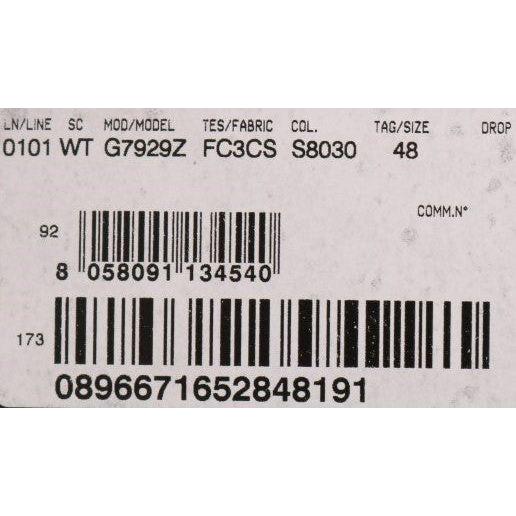 LN/LINE SC MOD/MODEL TES/FABRIC COL. TAG/SIZE DROP
0101 WT G7929Z FC3CS S8030 48
COMM.N°
92
8 058091 134540
173
0896671652848191